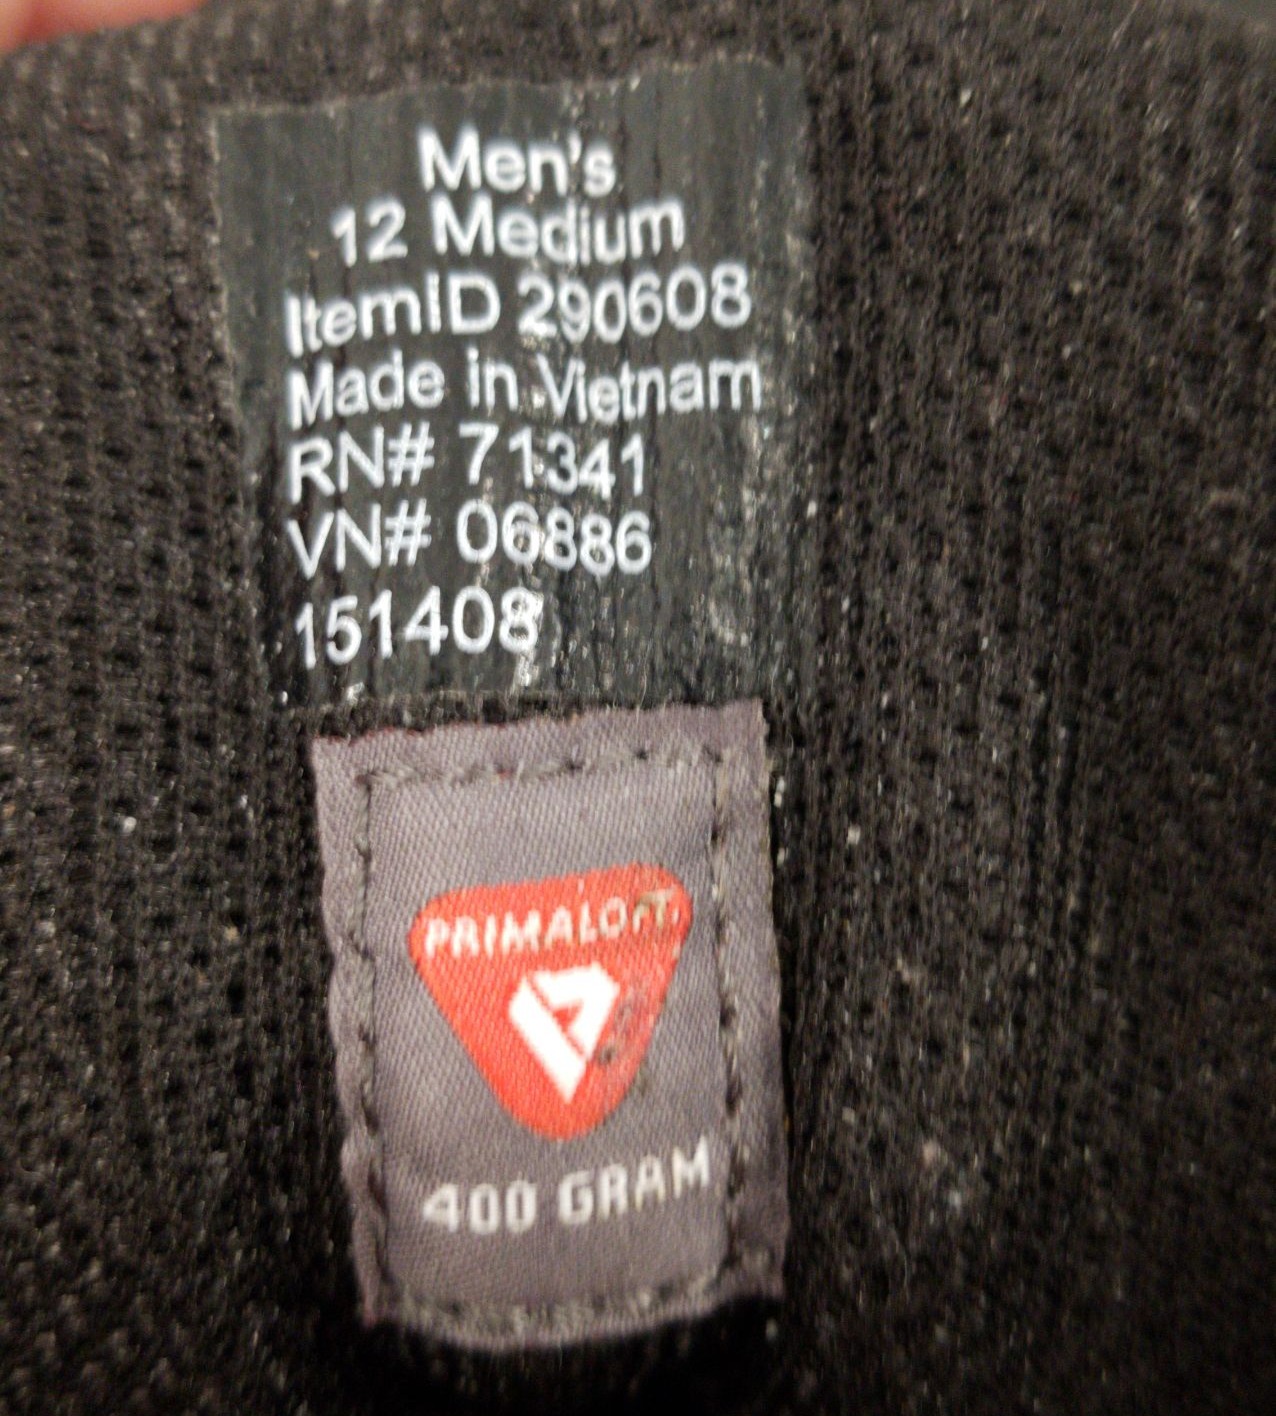 Men's
12 Medium
ItemID 290608
Made in Vietnam
RN# 71341
VN# 06886
151408
PRIMALOFT
400 GRAM